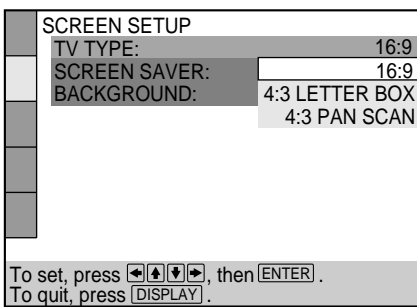 SCREEN SETUP
TV TYPE: 16:9
SCREEN SAVER: 16:9
BACKGROUND: 4:3 LETTER BOX
4:3 PAN SCAN
To set, press ←↑↓→, then ENTER.
To quit, press DISPLAY.